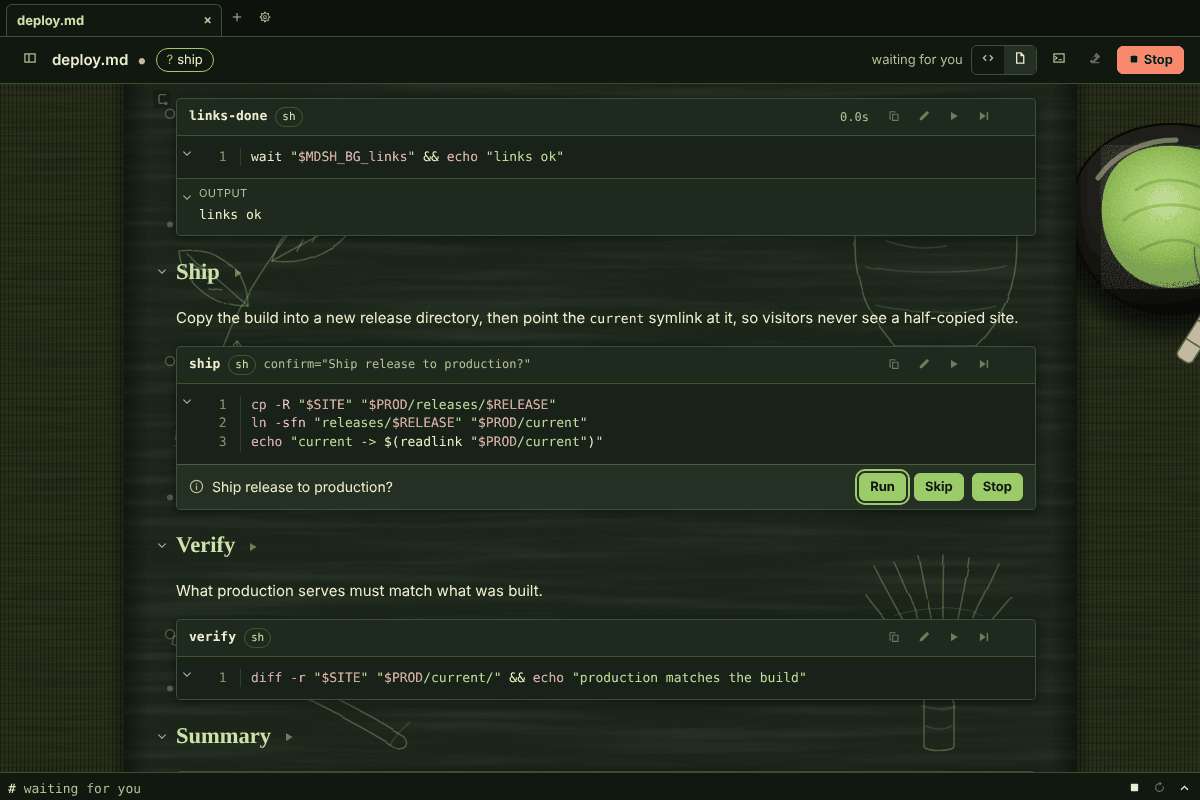 deploy.md ×
deploy.md ● ? ship waiting for you Stop
links-done sh 0.0s
1 wait "$MDSH_BG_links" && echo "links ok"
OUTPUT
links ok
Ship
Copy the build into a new release directory, then point the current symlink at it, so visitors never see a half-copied site.
ship sh confirm="Ship release to production?"
1 cp -R "$SITE" "$PROD/releases/$RELEASE"
2 ln -sfn "releases/$RELEASE" "$PROD/current"
3 echo "current -> $(readlink "$PROD/current")"
Ship release to production? Run Skip Stop
Verify
What production serves must match what was built.
verify sh
1 diff -r "$SITE" "$PROD/current/" && echo "production matches the build"
Summary
# waiting for you